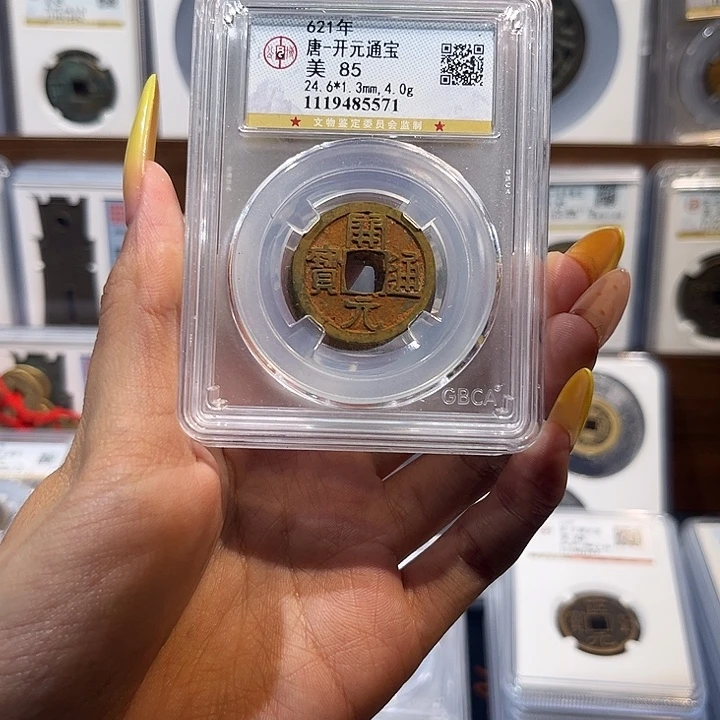 621年
唐-开元通宝
美 85
24.6*1.3mm,4.0g
1119485571
★ 文物鉴定委员会监制 ★
開
寶 通
元
GBCA